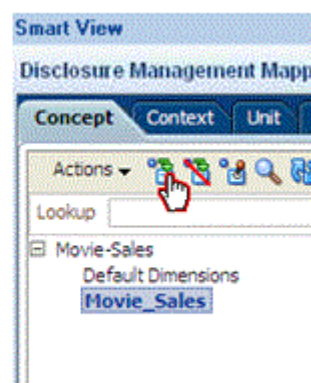 Smart View
Disclosure Management Mapp
Concept Context Unit
Actions
Lookup
Movie-Sales
Default Dimensions
Movie_Sales